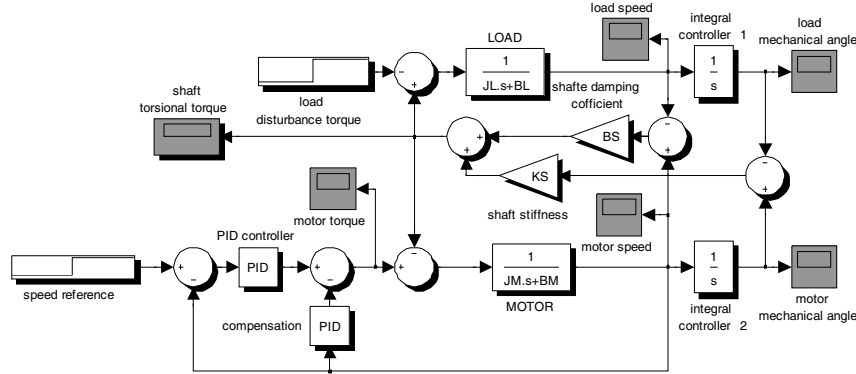 load speed
integral
controller 1
load
mechanical angle
LOAD
1
JL.s+BL
1
s
shaft
torsional torque
load
disturbance torque
shafte damping
cofficient
BS
KS
shaft stiffness
motor torque
motor speed
PID controller
PID
speed reference
compensation
PID
1
JM.s+BM
MOTOR
1
s
integral
controller 2
motor
mechanical angle